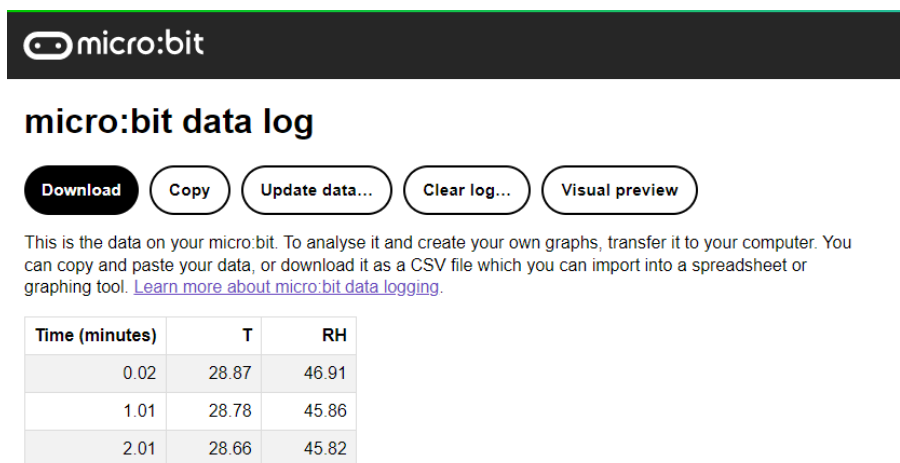 micro:bit
micro:bit data log
Download Copy Update data... Clear log... Visual preview
This is the data on your micro:bit. To analyse it and create your own graphs, transfer it to your computer. You
can copy and paste your data, or download it as a CSV file which you can import into a spreadsheet or
graphing tool. Learn more about micro:bit data logging.
Time (minutes) T RH
0.02 28.87 46.91
1.01 28.78 45.86
2.01 28.66 45.82